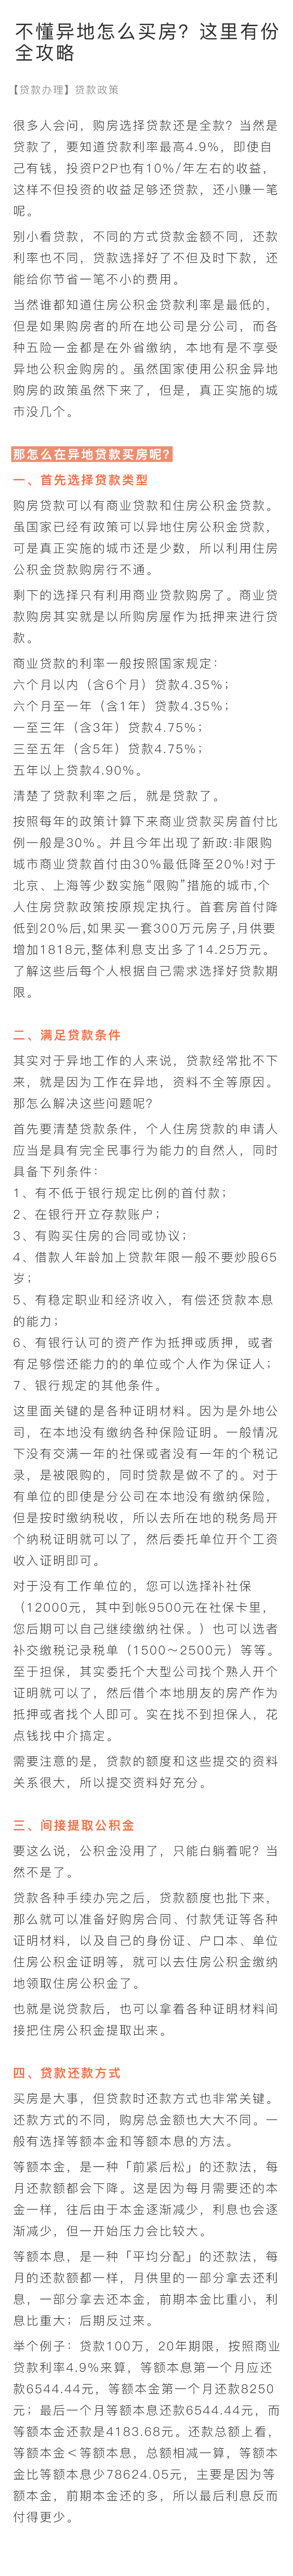 不懂异地怎么买房？这里有份
全攻略
【贷款办理】贷款政策
很多人会问，购房选择贷款还是全款？当然是
贷款了，要知道贷款利率最高4.9%，即使自
己有钱，投资P2P也有10%/年左右的收益，
这样不但投资的收益足够还贷款，还小赚一笔
呢。
别小看贷款，不同的方式贷款金额不同，还款
利率也不同，贷款选择好了不但及时下款，还
能给你节省一笔不小的费用。
当然谁都知道住房公积金贷款利率是最低的，
但是如果购房者的所在地公司是分公司，而各
种五险一金都是在外省缴纳，本地有是不享受
异地公积金购房的。虽然国家使用公积金异地
购房的政策虽然下来了，但是，真正实施的城
市没几个。
那怎么在异地贷款买房呢？
一、首先选择贷款类型
购房贷款可以有商业贷款和住房公积金贷款。
虽国家已经有政策可以异地住房公积金贷款，
可是真正实施的城市还是少数，所以利用住房
公积金贷款购房行不通。
剩下的选择只有利用商业贷款购房了。商业贷
款购房其实就是以所购房屋作为抵押来进行贷
款。
商业贷款的利率一般按照国家规定：
六个月以内（含6个月）贷款4.35%；
六个月至一年（含1年）贷款4.35%；
一至三年（含3年）贷款4.75%；
三至五年（含5年）贷款4.75%；
五年以上贷款4.90%。
清楚了贷款利率之后，就是贷款了。
按照每年的政策计算下来商业贷款买房首付比
例一般是30%。并且今年出现了新政:非限购
城市商业贷款首付由30%最低降至20%!对于
北京、上海等少数实施“限购”措施的城市,个
人住房贷款政策按原规定执行。首套房首付降
低到20%后,如果买一套300万元房子,月供要
增加1818元,整体利息支出多了14.25万元。
了解这些后每个人根据自己需求选择好贷款期
限。
二、满足贷款条件
其实对于异地工作的人来说，贷款经常批不下
来，就是因为工作在异地，资料不全等原因。
那怎么解决这些问题呢？
首先要清楚贷款条件，个人住房贷款的申请人
应当是具有完全民事行为能力的自然人，同时
具备下列条件：
1、有不低于银行规定比例的首付款；
2、在银行开立存款账户；
3、有购买住房的合同或协议；
4、借款人年龄加上贷款年限一般不要炒股65
岁；
5、有稳定职业和经济收入，有偿还贷款本息
的能力；
6、有银行认可的资产作为抵押或质押，或者
有足够偿还能力的的单位或个人作为保证人；
7、银行规定的其他条件。
这里面关键的是各种证明材料。因为是外地公
司，在本地没有缴纳各种保险证明。一般情况
下没有交满一年的社保或者没有一年的个税记
录，是被限购的，同时贷款是做不了的。对于
有单位的即使是分公司在本地没有缴纳保险，
但是按时缴纳税收，所以去所在地的税务局开
个纳税证明就可以了，然后委托单位开个工资
收入证明即可。
对于没有工作单位的，您可以选择补社保
（12000元，其中到帐9500元在社保卡里，
您后期可以自己继续缴纳社保。）也可以选者
补交缴税记录税单（1500～2500元）等等。
至于担保，其实委托个大型公司找个熟人开个
证明就可以了，然后借个本地朋友的房产作为
抵押或者找个人即可。实在找不到担保人，花
点钱找中介搞定。
需要注意的是，贷款的额度和这些提交的资料
关系很大，所以提交资料好充分。
三、间接提取公积金
要这么说，公积金没用了，只能白躺着呢？当
然不是了。
贷款各种手续办完之后，贷款额度也批下来，
那么就可以准备好购房合同、付款凭证等各种
证明材料，以及自己的身份证、户口本、单位
住房公积金证明等，就可以去住房公积金缴纳
地领取住房公积金了。
也就是说贷款后，也可以拿着各种证明材料间
接把住房公积金提取出来。
四、贷款还款方式
买房是大事，但贷款时还款方式也非常关键。
还款方式的不同，购房总金额也大大不同。一
般有选择等额本金和等额本息的方法。
等额本金，是一种「前紧后松」的还款法，每
月还款额都会下降。这是因为每月需要还的本
金一样，往后由于本金逐渐减少，利息也会逐
渐减少，但一开始压力会比较大。
等额本息，是一种「平均分配」的还款法，每
月的还款额都一样，月供里的一部分拿去还利
息，一部分拿去还本金，前期本金比重小，利
息比重大；后期反过来。
举个例子：贷款100万，20年期限，按照商业
贷款利率4.9%来算，等额本息第一个月应还
款6544.44元，等额本金第一个月还款8250
元；最后一个月等额本息还款6544.44元，而
等额本金还款是4183.68元。还款总额上看，
等额本金＜等额本息，总额相减一算，等额本
金比等额本息少78624.05元，主要是因为等
额本金，前期本金还的多，所以最后利息反而
付得更少。